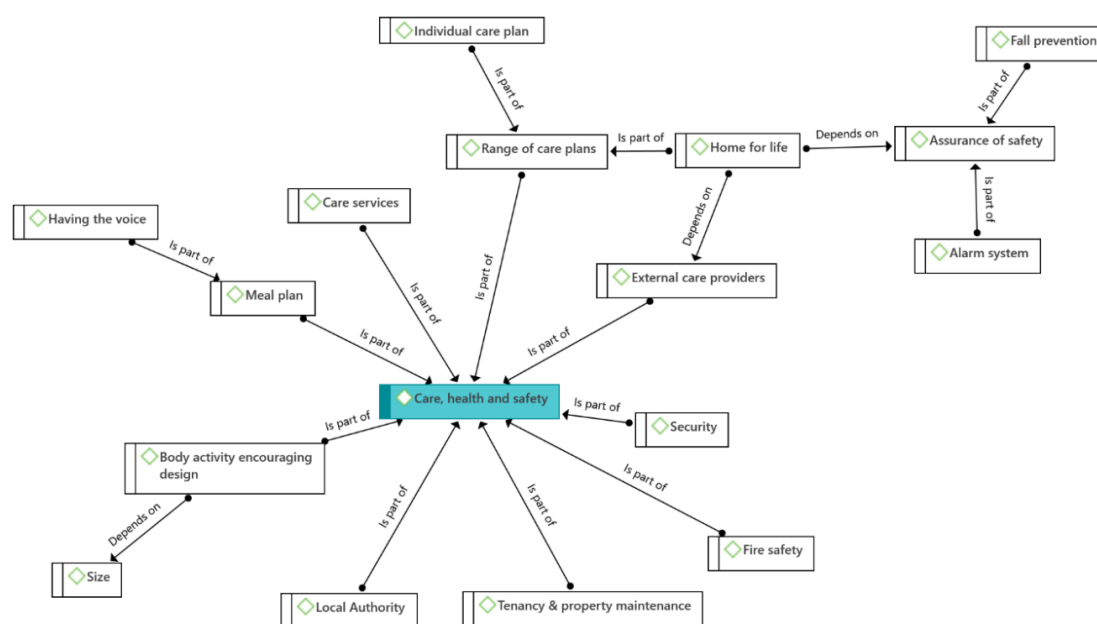 Individual care plan
Fall prevention
Is part of
Is part of
Range of care plans
Is part of
Home for life
Depends on
Assurance of safety
Care services
Having the voice
Is part of
Depends on
Is part of
Alarm system
Is part of
Meal plan
Is part of
Is part of
External care providers
Is part of
Is part of
Care, health and safety
Is part of
Is part of
Security
Body activity encouraging
design
Is part of
Depends on
Is part of
Is part of
Fire safety
Size
Local Authority
Tenancy & property maintenance